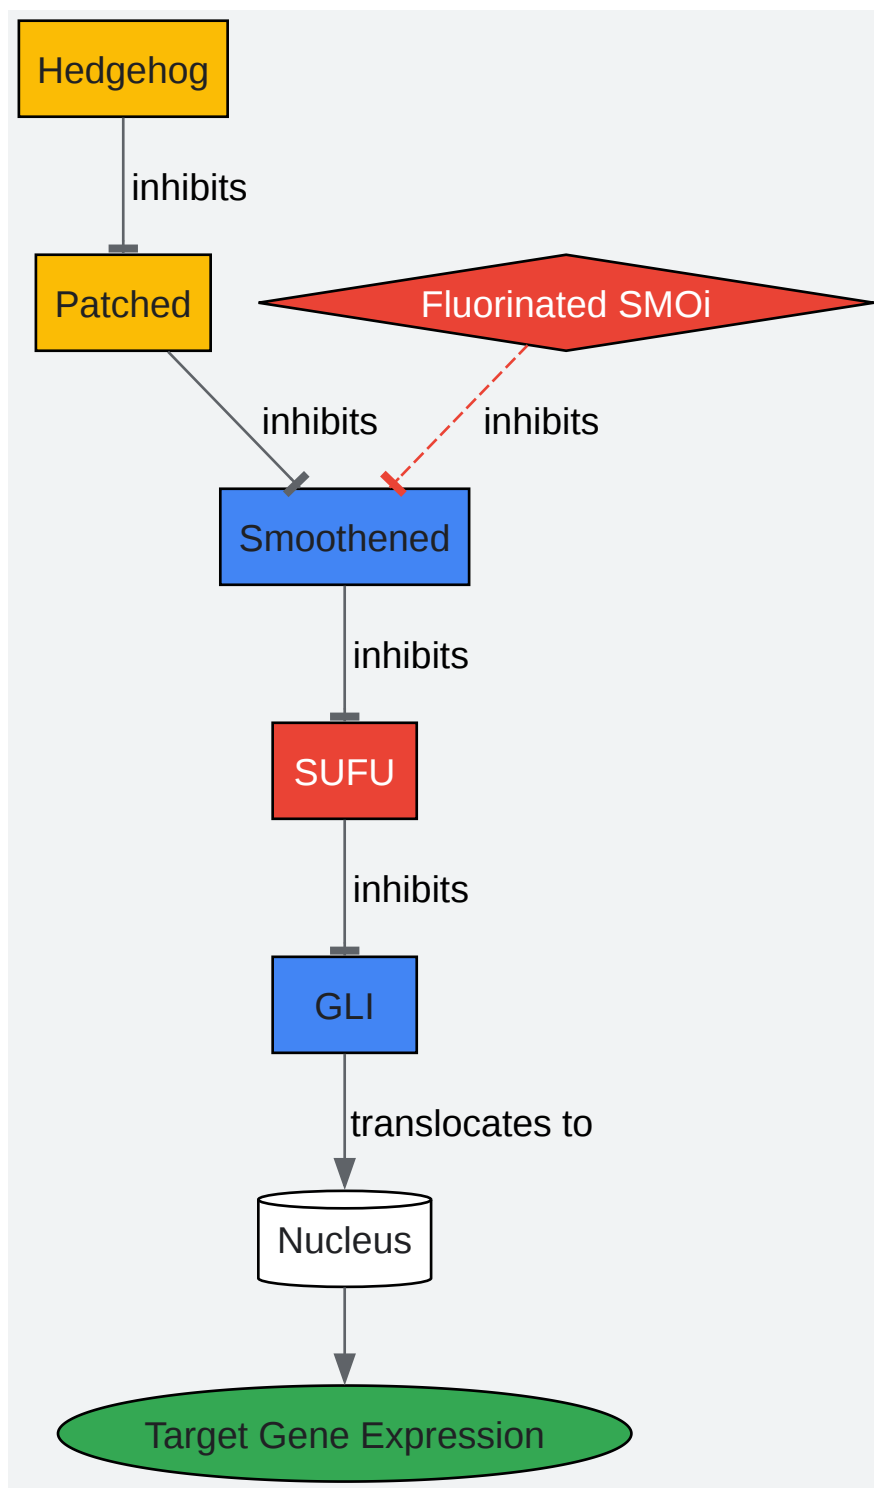 Hedgehog
inhibits
Patched
Fluorinated SMOi
inhibits
inhibits
Smoothened
inhibits
SUFU
inhibits
GLI
translocates to
Nucleus
Target Gene Expression